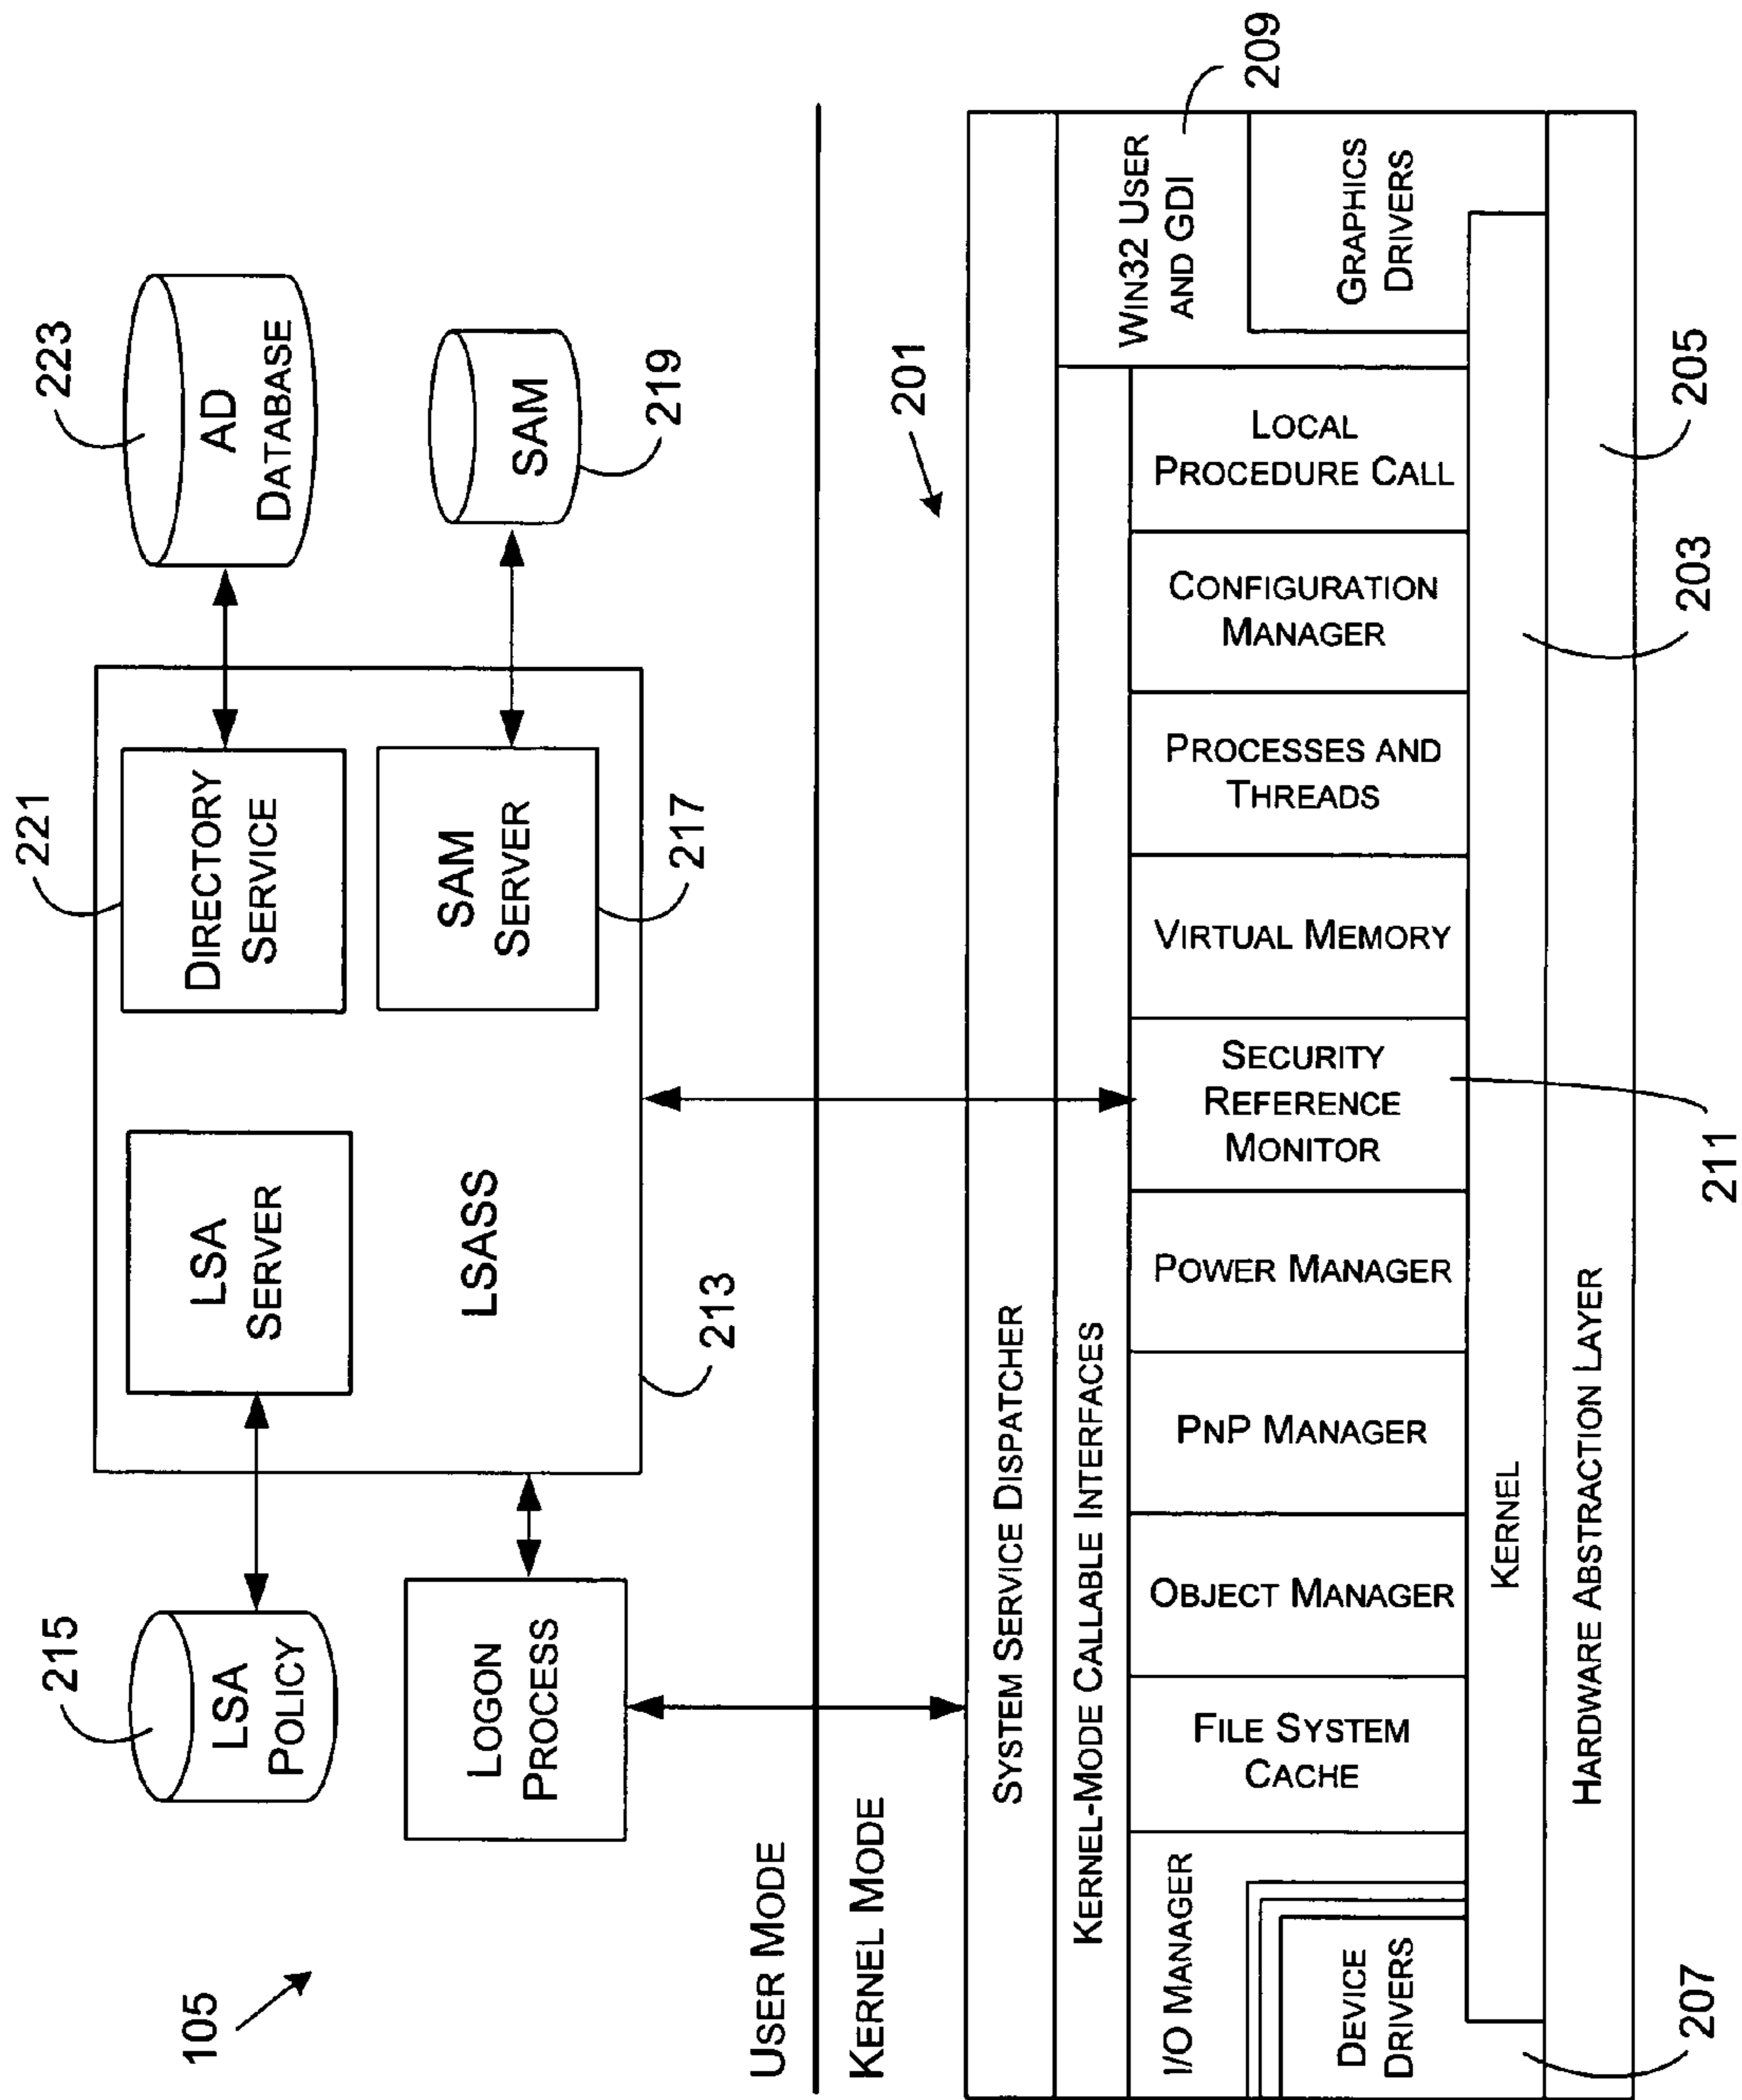 105
215
LSA
POLICY
LSA
SERVER
221
DIRECTORY
SERVICE
223
AD
DATABASE
LOGON
PROCESS
LSASS
213
SAM
SERVER
217
SAM
219
USER MODE
KERNEL MODE
201
SYSTEM SERVICE DISPATCHER
KERNEL-MODE CALLABLE INTERFACES
I/O MANAGER
DEVICE
DRIVERS
FILE SYSTEM
CACHE
OBJECT MANAGER
PNP MANAGER
POWER MANAGER
SECURITY
REFERENCE
MONITOR
VIRTUAL MEMORY
PROCESSES AND
THREADS
CONFIGURATION
MANAGER
LOCAL
PROCEDURE CALL
WIN32 USER
AND GDI
209
GRAPHICS
DRIVERS
KERNEL
HARDWARE ABSTRACTION LAYER
207
211
203
205